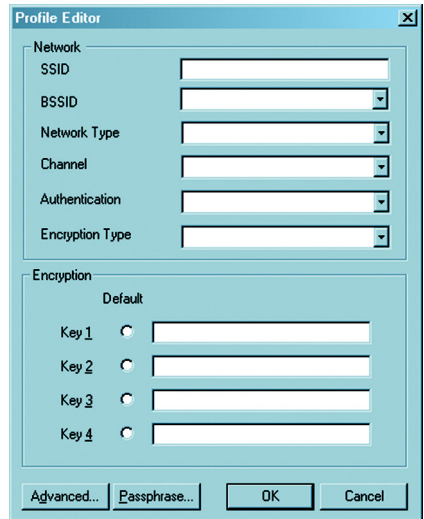 Profile Editor
Network
SSID
BSSID
Network Type
Channel
Authentication
Encryption Type
Encryption
Default
Key 1
Key 2
Key 3
Key 4
Advanced... Passphrase... OK Cancel